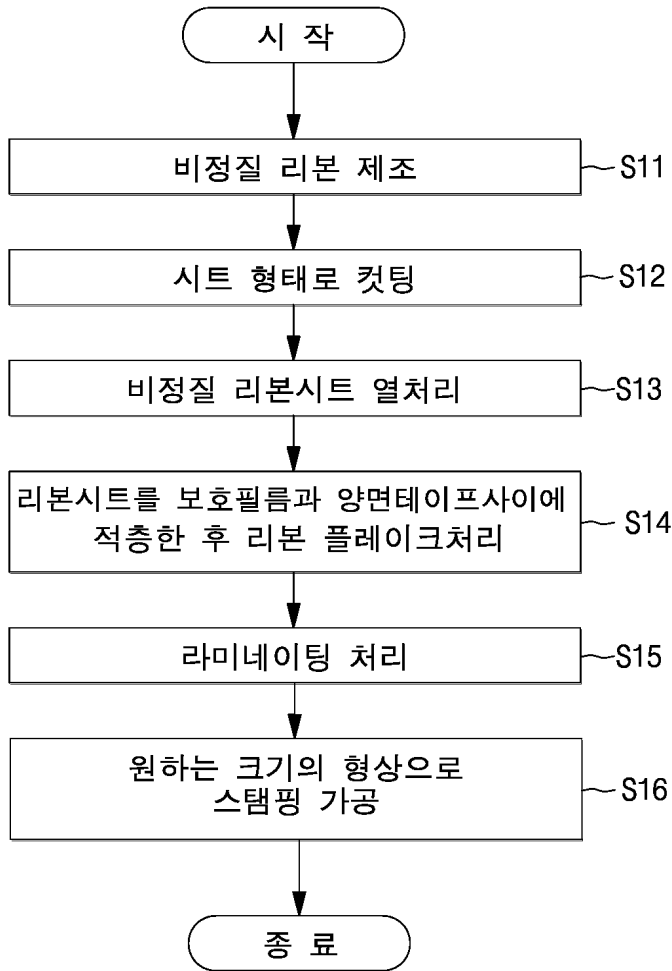 시 작
비정질 리본 제조
S11
시트 형태로 컷팅
S12
비정질 리본시트 열처리
S13
리본시트를 보호필름과 양면테이프사이에
적층한 후 리본 플레이크처리
S14
라미네이팅 처리
S15
원하는 크기의 형상으로
스탬핑 가공
S16
종 료